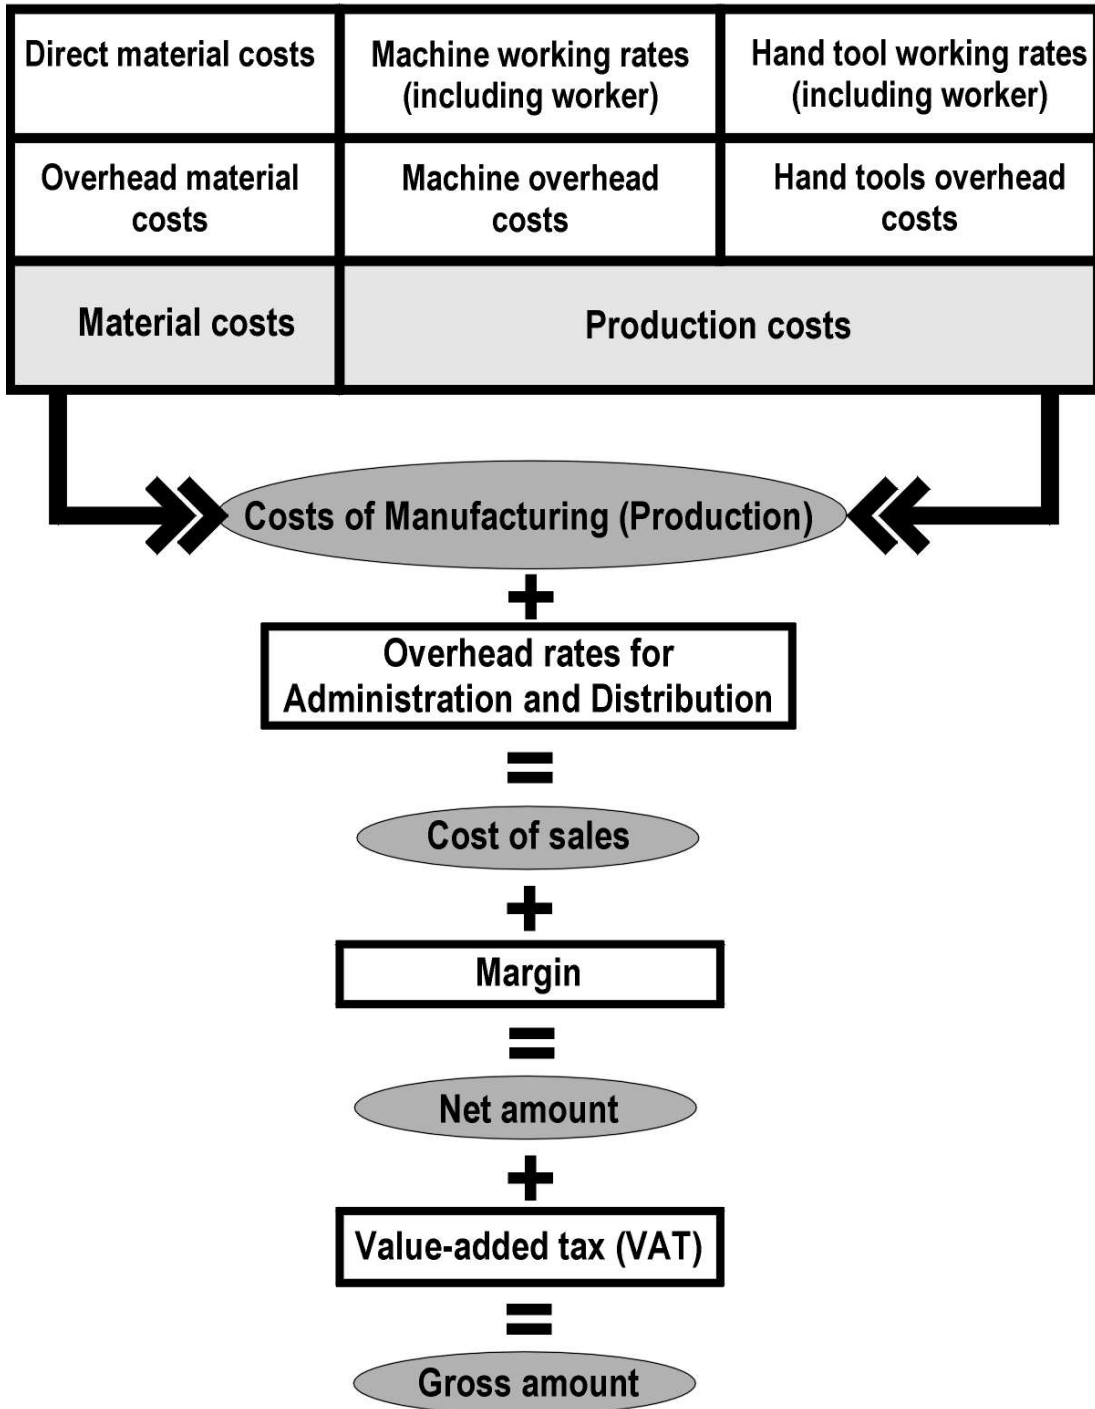 Direct material costs
Machine working rates
(including worker)
Hand tool working rates
(including worker)
Overhead material
costs
Machine overhead
costs
Hand tools overhead
costs
Material costs
Production costs
Costs of Manufacturing (Production)
+
Overhead rates for
Administration and Distribution
=
Cost of sales
+
Margin
=
Net amount
+
Value-added tax (VAT)
=
Gross amount